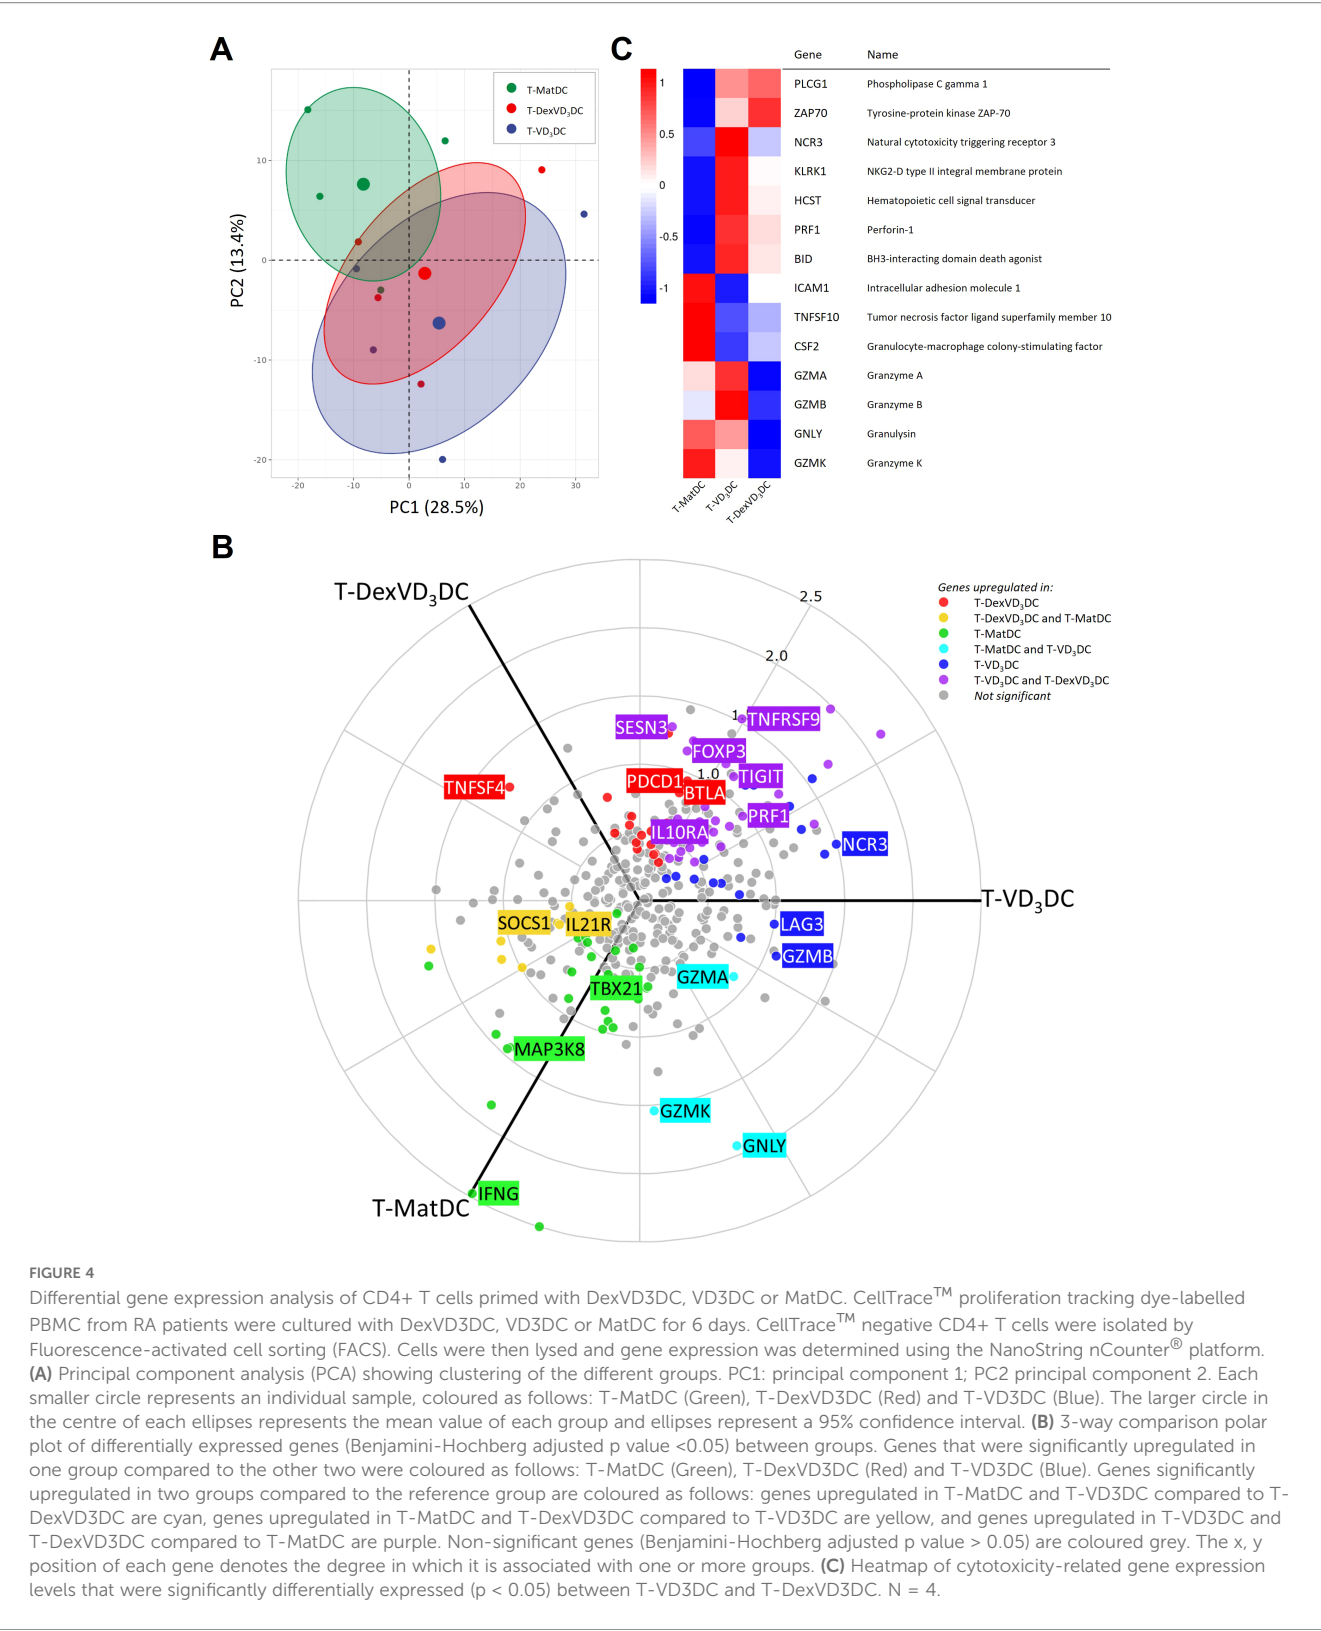 A
T-MatDC
T-DexVD3DC
T-VD3DC
10
0
-10
-20
-20
-10
0
10
20
30
PC2 (13.4%)
PC1 (28.5%)
C
1
0.5
0
-0.5
-1
Gene Name
PLCG1 Phospholipase C gamma 1
ZAP70 Tyrosine-protein kinase ZAP-70
NCR3 Natural cytotoxicity triggering receptor 3
KLRK1 NKG2-D type II integral membrane protein
HCST Hematopoietic cell signal transducer
PRF1 Perforin-1
BID BH3-interacting domain death agonist
ICAM1 Intracellular adhesion molecule 1
TNFSF10 Tumor necrosis factor ligand superfamily member 10
CSF2 Granulocyte-macrophage colony-stimulating factor
GZMA Granzyme A
GZMB Granzyme B
GNLY Granulysin
GZMK Granzyme K
T-MatDC
T-VD3DC
T-DexVD3DC
B
T-DexVD3DC
T-VD3DC
T-MatDC
2.5
2.0
1.0
Genes upregulated in:
T-DexVD3DC
T-DexVD3DC and T-MatDC
T-MatDC
T-MatDC and T-VD3DC
T-VD3DC
T-VD3DC and T-DexVD3DC
Not significant
SESN3
TNFRSF9
FOXP3
TNFSF4
PDCD1
TIGIT
BTLA
PRF1
IL10RA
NCR3
SOCS1
IL21R
LAG3
GZMB
GZMA
TBX21
MAP3K8
GZMK
GNLY
IFNG
FIGURE 4
Differential gene expression analysis of CD4+ T cells primed with DexVD3DC, VD3DC or MatDC. CellTrace™ proliferation tracking dye-labelled
PBMC from RA patients were cultured with DexVD3DC, VD3DC or MatDC for 6 days. CellTrace™ negative CD4+ T cells were isolated by
Fluorescence-activated cell sorting (FACS). Cells were then lysed and gene expression was determined using the NanoString nCounter® platform.
(A) Principal component analysis (PCA) showing clustering of the different groups. PC1: principal component 1; PC2 principal component 2. Each
smaller circle represents an individual sample, coloured as follows: T-MatDC (Green), T-DexVD3DC (Red) and T-VD3DC (Blue). The larger circle in
the centre of each ellipses represents the mean value of each group and ellipses represent a 95% confidence interval. (B) 3-way comparison polar
plot of differentially expressed genes (Benjamini-Hochberg adjusted p value <0.05) between groups. Genes that were significantly upregulated in
one group compared to the other two were coloured as follows: T-MatDC (Green), T-DexVD3DC (Red) and T-VD3DC (Blue). Genes significantly
upregulated in two groups compared to the reference group are coloured as follows: genes upregulated in T-MatDC and T-VD3DC compared to T-
DexVD3DC are cyan, genes upregulated in T-MatDC and T-DexVD3DC compared to T-VD3DC are yellow, and genes upregulated in T-VD3DC and
T-DexVD3DC compared to T-MatDC are purple. Non-significant genes (Benjamini-Hochberg adjusted p value > 0.05) are coloured grey. The x, y
position of each gene denotes the degree in which it is associated with one or more groups. (C) Heatmap of cytotoxicity-related gene expression
levels that were significantly differentially expressed (p < 0.05) between T-VD3DC and T-DexVD3DC. N = 4.